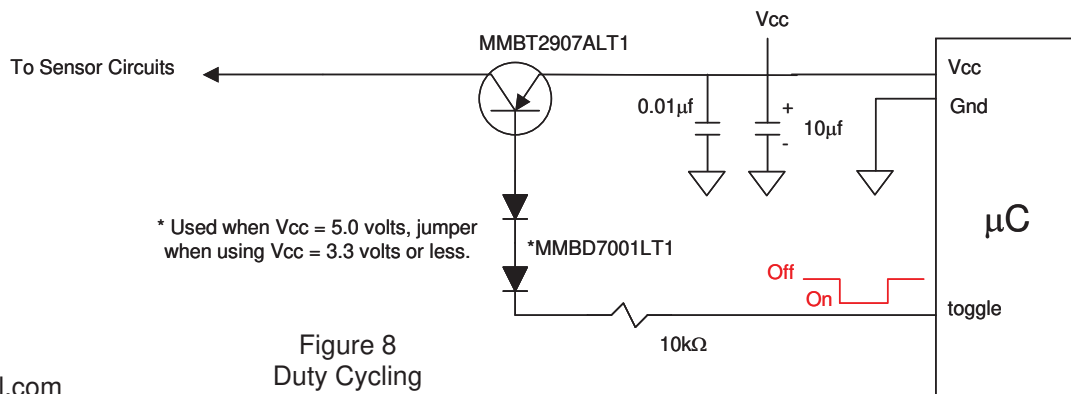 Vcc
MMBT2907ALT1
To Sensor Circuits
Vcc
Gnd
0.01µf
+
10µf
-
* Used when Vcc = 5.0 volts, jumper
when using Vcc = 3.3 volts or less.
*MMBD7001LT1
µC
Off
On
toggle
10kΩ
Figure 8
Duty Cycling
l.com